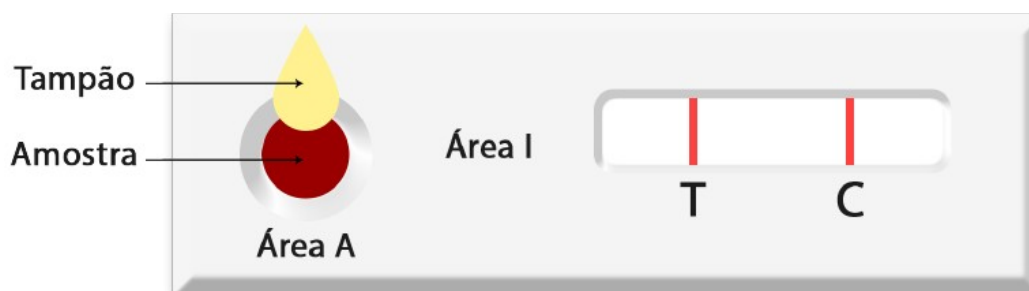 Tampão
Amostra
Área A
Área I
T
C